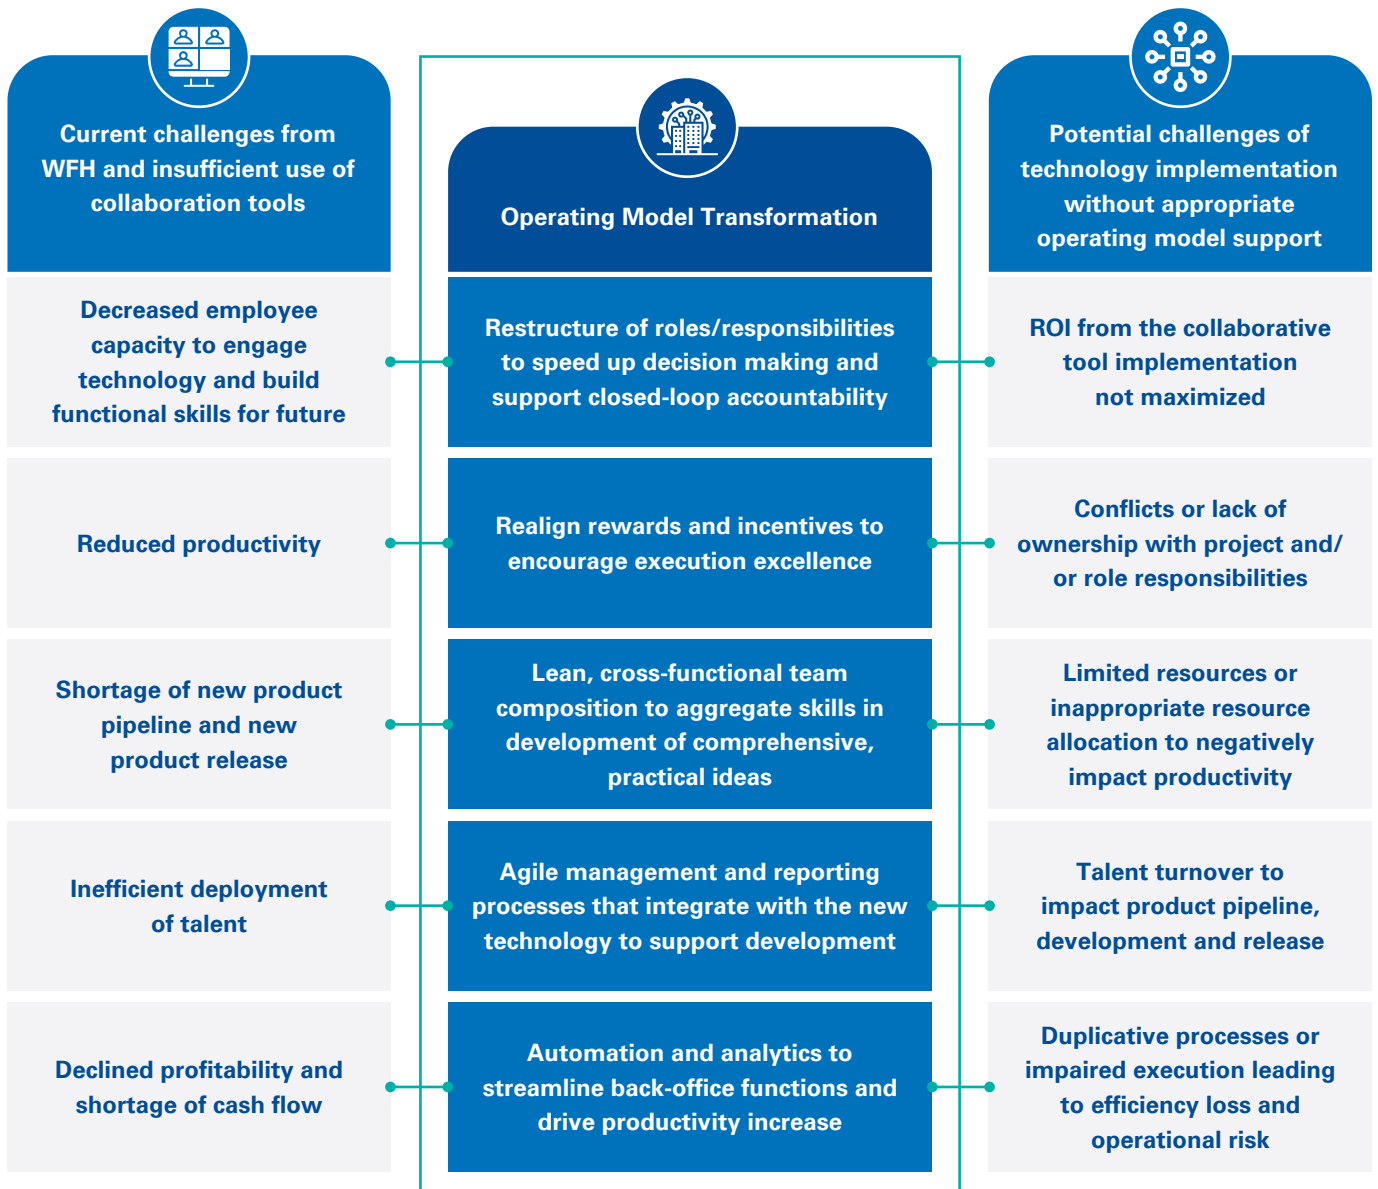 Current challenges from
WFH and insufficient use of
collaboration tools
Operating Model Transformation
Potential challenges of
technology implementation
without appropriate
operating model support
Decreased employee
capacity to engage
technology and build
functional skills for future
Restructure of roles/responsibilities
to speed up decision making and
support closed-loop accountability
ROI from the collaborative
tool implementation
not maximized
Reduced productivity
Realign rewards and incentives to
encourage execution excellence
Conflicts or lack of
ownership with project and/
or role responsibilities
Shortage of new product
pipeline and new
product release
Lean, cross-functional team
composition to aggregate skills in
development of comprehensive,
practical ideas
Limited resources or
inappropriate resource
allocation to negatively
impact productivity
Inefficient deployment
of talent
Agile management and reporting
processes that integrate with the new
technology to support development
Talent turnover to
impact product pipeline,
development and release
Declined profitability and
shortage of cash flow
Automation and analytics to
streamline back-office functions and
drive productivity increase
Duplicative processes or
impaired execution leading
to efficiency loss and
operational risk